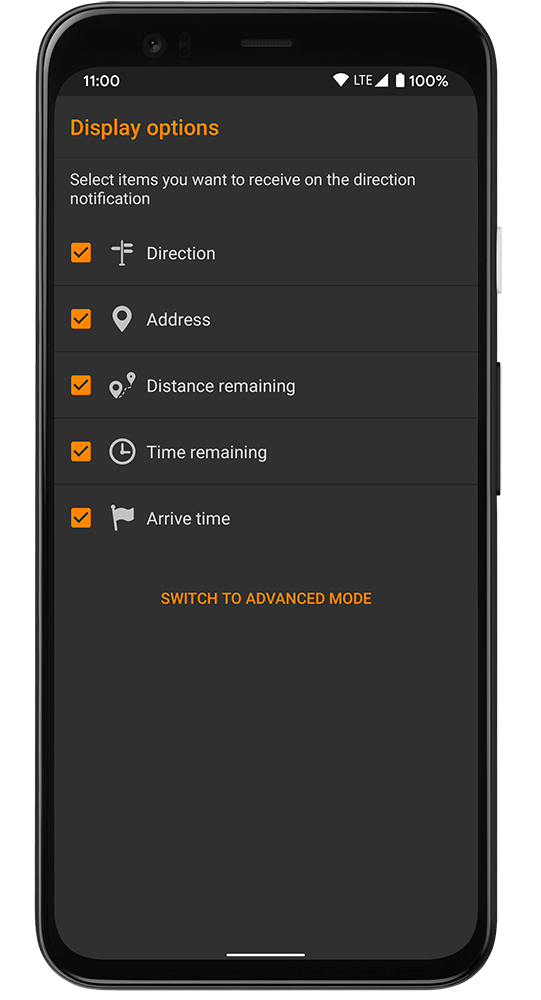 11:00 LTE 100%
Display options
Select items you want to receive on the direction
notification
Direction
Address
Distance remaining
Time remaining
Arrive time
SWITCH TO ADVANCED MODE